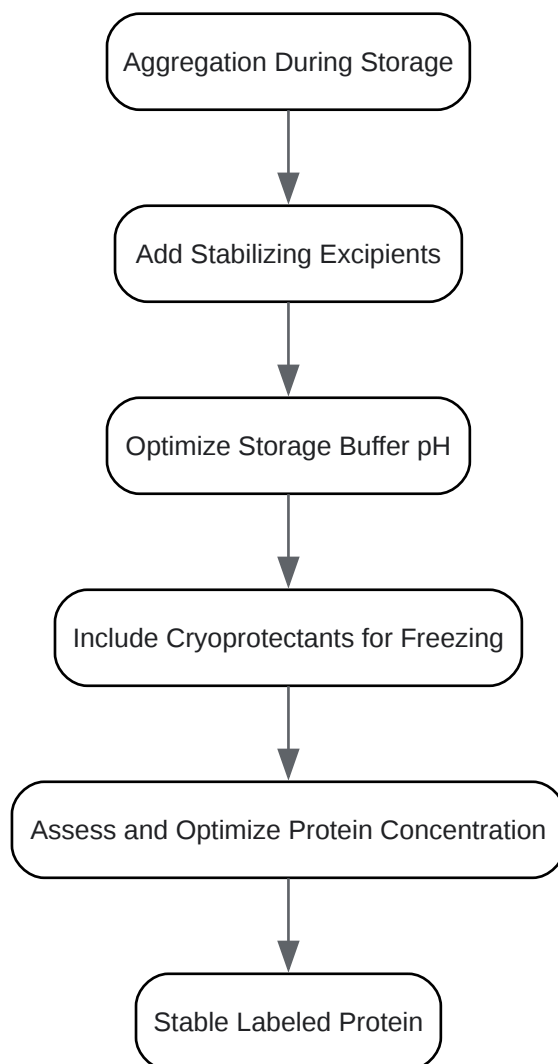 Aggregation During Storage
Add Stabilizing Excipients
Optimize Storage Buffer pH
Include Cryoprotectants for Freezing
Assess and Optimize Protein Concentration
Stable Labeled Protein